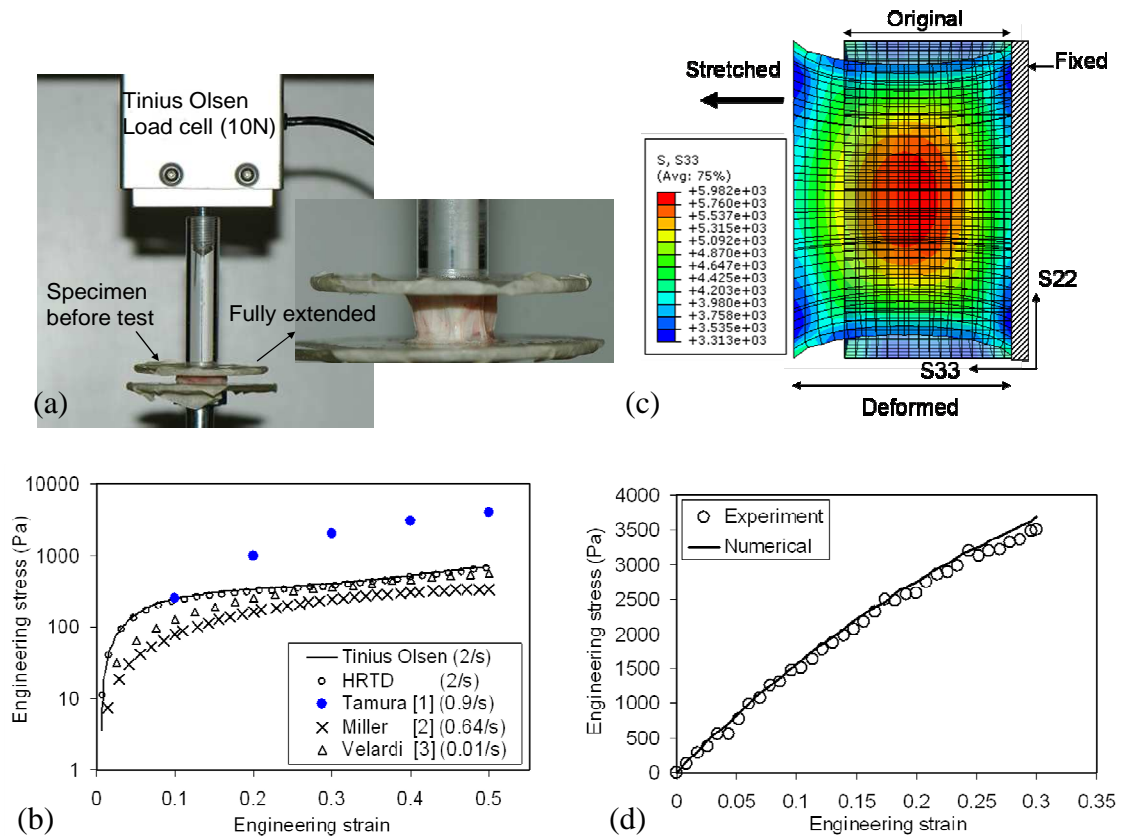 Tinius Olsen
Load cell (10N)
Specimen
before test
Fully extended
(a)
Original
Fixed
Stretched
S, S33
(Avg: 75%)
+5.982e+03
+5.760e+03
+5.537e+03
+5.315e+03
+5.092e+03
+4.870e+03
+4.647e+03
+4.425e+03
+4.203e+03
+3.980e+03
+3.758e+03
+3.535e+03
+3.313e+03
S22
S33
Deformed
(c)
10000
1000
100
10
1
Engineering stress (Pa)
Tinius Olsen (2/s)
HRTD (2/s)
Tamura [1] (0.9/s)
Miller [2] (0.64/s)
Velardi [3] (0.01/s)
0 0.1 0.2 0.3 0.4 0.5
Engineering strain
(b)
4000
3500
3000
2500
2000
1500
1000
500
0
Engineering stress (Pa)
Experiment
Numerical
0 0.05 0.1 0.15 0.2 0.25 0.3 0.35
Engineering strain
(d)